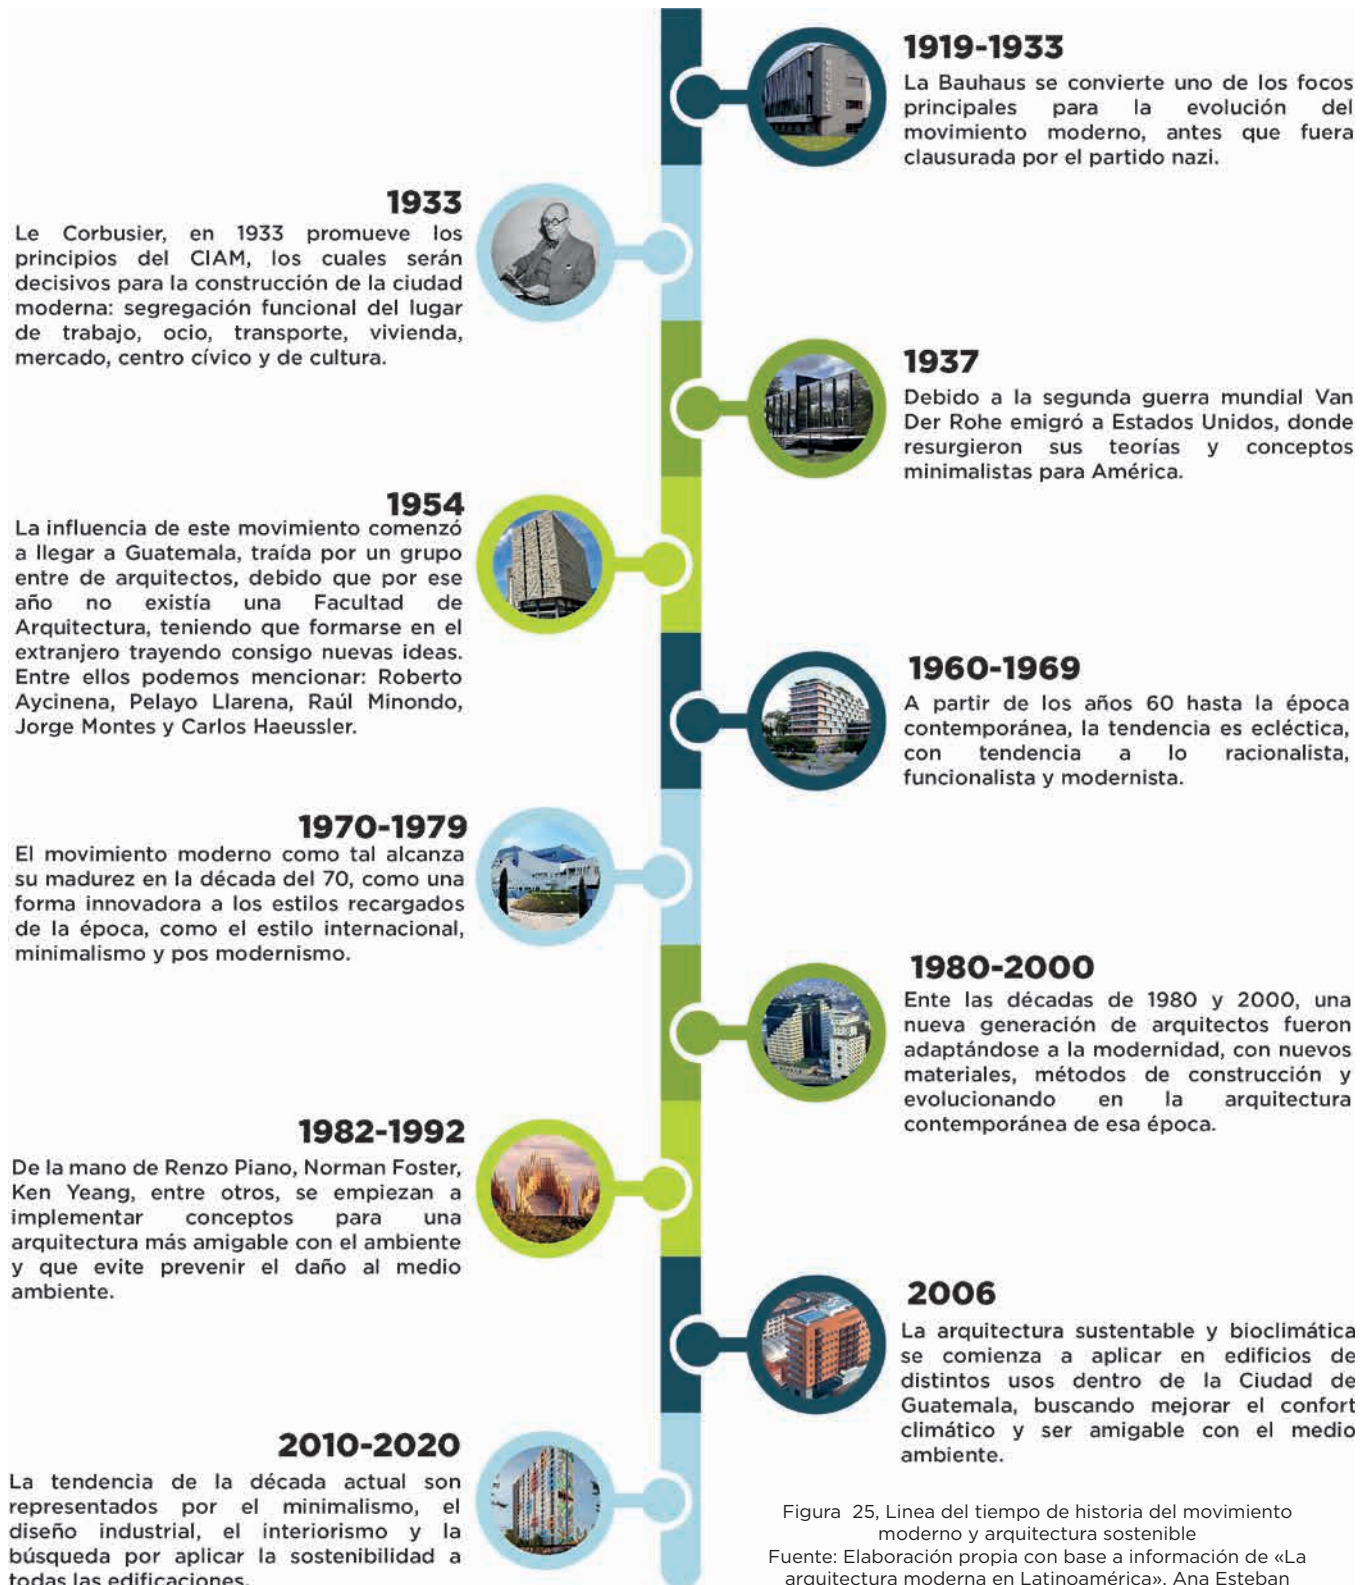 1919-1933
La Bauhaus se convierte uno de los focos
principales para la evolución del
movimiento moderno, antes que fuera
clausurada por el partido nazi.
1933
Le Corbusier, en 1933 promueve los
principios del CIAM, los cuales serán
decisivos para la construcción de la ciudad
moderna: segregación funcional del lugar
de trabajo, ocio, transporte, vivienda,
mercado, centro cívico y de cultura.
1937
Debido a la segunda guerra mundial Van
Der Rohe emigró a Estados Unidos, donde
resurgieron sus teorías y conceptos
minimalistas para América.
1954
La influencia de este movimiento comenzó
a llegar a Guatemala, traída por un grupo
entre de arquitectos, debido que por ese
año no existía una Facultad de
Arquitectura, teniendo que formarse en el
extranjero trayendo consigo nuevas ideas.
Entre ellos podemos mencionar: Roberto
Aycinena, Pelayo Llarena, Raúl Minondo,
Jorge Montes y Carlos Haeussler.
1960-1969
A partir de los años 60 hasta la época
contemporánea, la tendencia es ecléctica,
con tendencia a lo racionalista,
funcionalista y modernista.
1970-1979
El movimiento moderno como tal alcanza
su madurez en la década del 70, como una
forma innovadora a los estilos recargados
de la época, como el estilo internacional,
minimalismo y pos modernismo.
1980-2000
Ente las décadas de 1980 y 2000, una
nueva generación de arquitectos fueron
adaptándose a la modernidad, con nuevos
materiales, métodos de construcción y
evolucionando en la arquitectura
contemporánea de esa época.
1982-1992
De la mano de Renzo Piano, Norman Foster,
Ken Yeang, entre otros, se empiezan a
implementar conceptos para una
arquitectura más amigable con el ambiente
y que evite prevenir el daño al medio
ambiente.
2006
La arquitectura sustentable y bioclimática
se comienza a aplicar en edificios de
distintos usos dentro de la Ciudad de
Guatemala, buscando mejorar el confort
climático y ser amigable con el medio
ambiente.
2010-2020
La tendencia de la década actual son
representados por el minimalismo, el
diseño industrial, el interiorismo y la
búsqueda por aplicar la sostenibilidad a
todas las edificaciones.
Figura 25, Linea del tiempo de historia del movimiento
moderno y arquitectura sostenible
Fuente: Elaboración propia con base a información de «La
arquitectura moderna en Latinoamérica». Ana Esteban